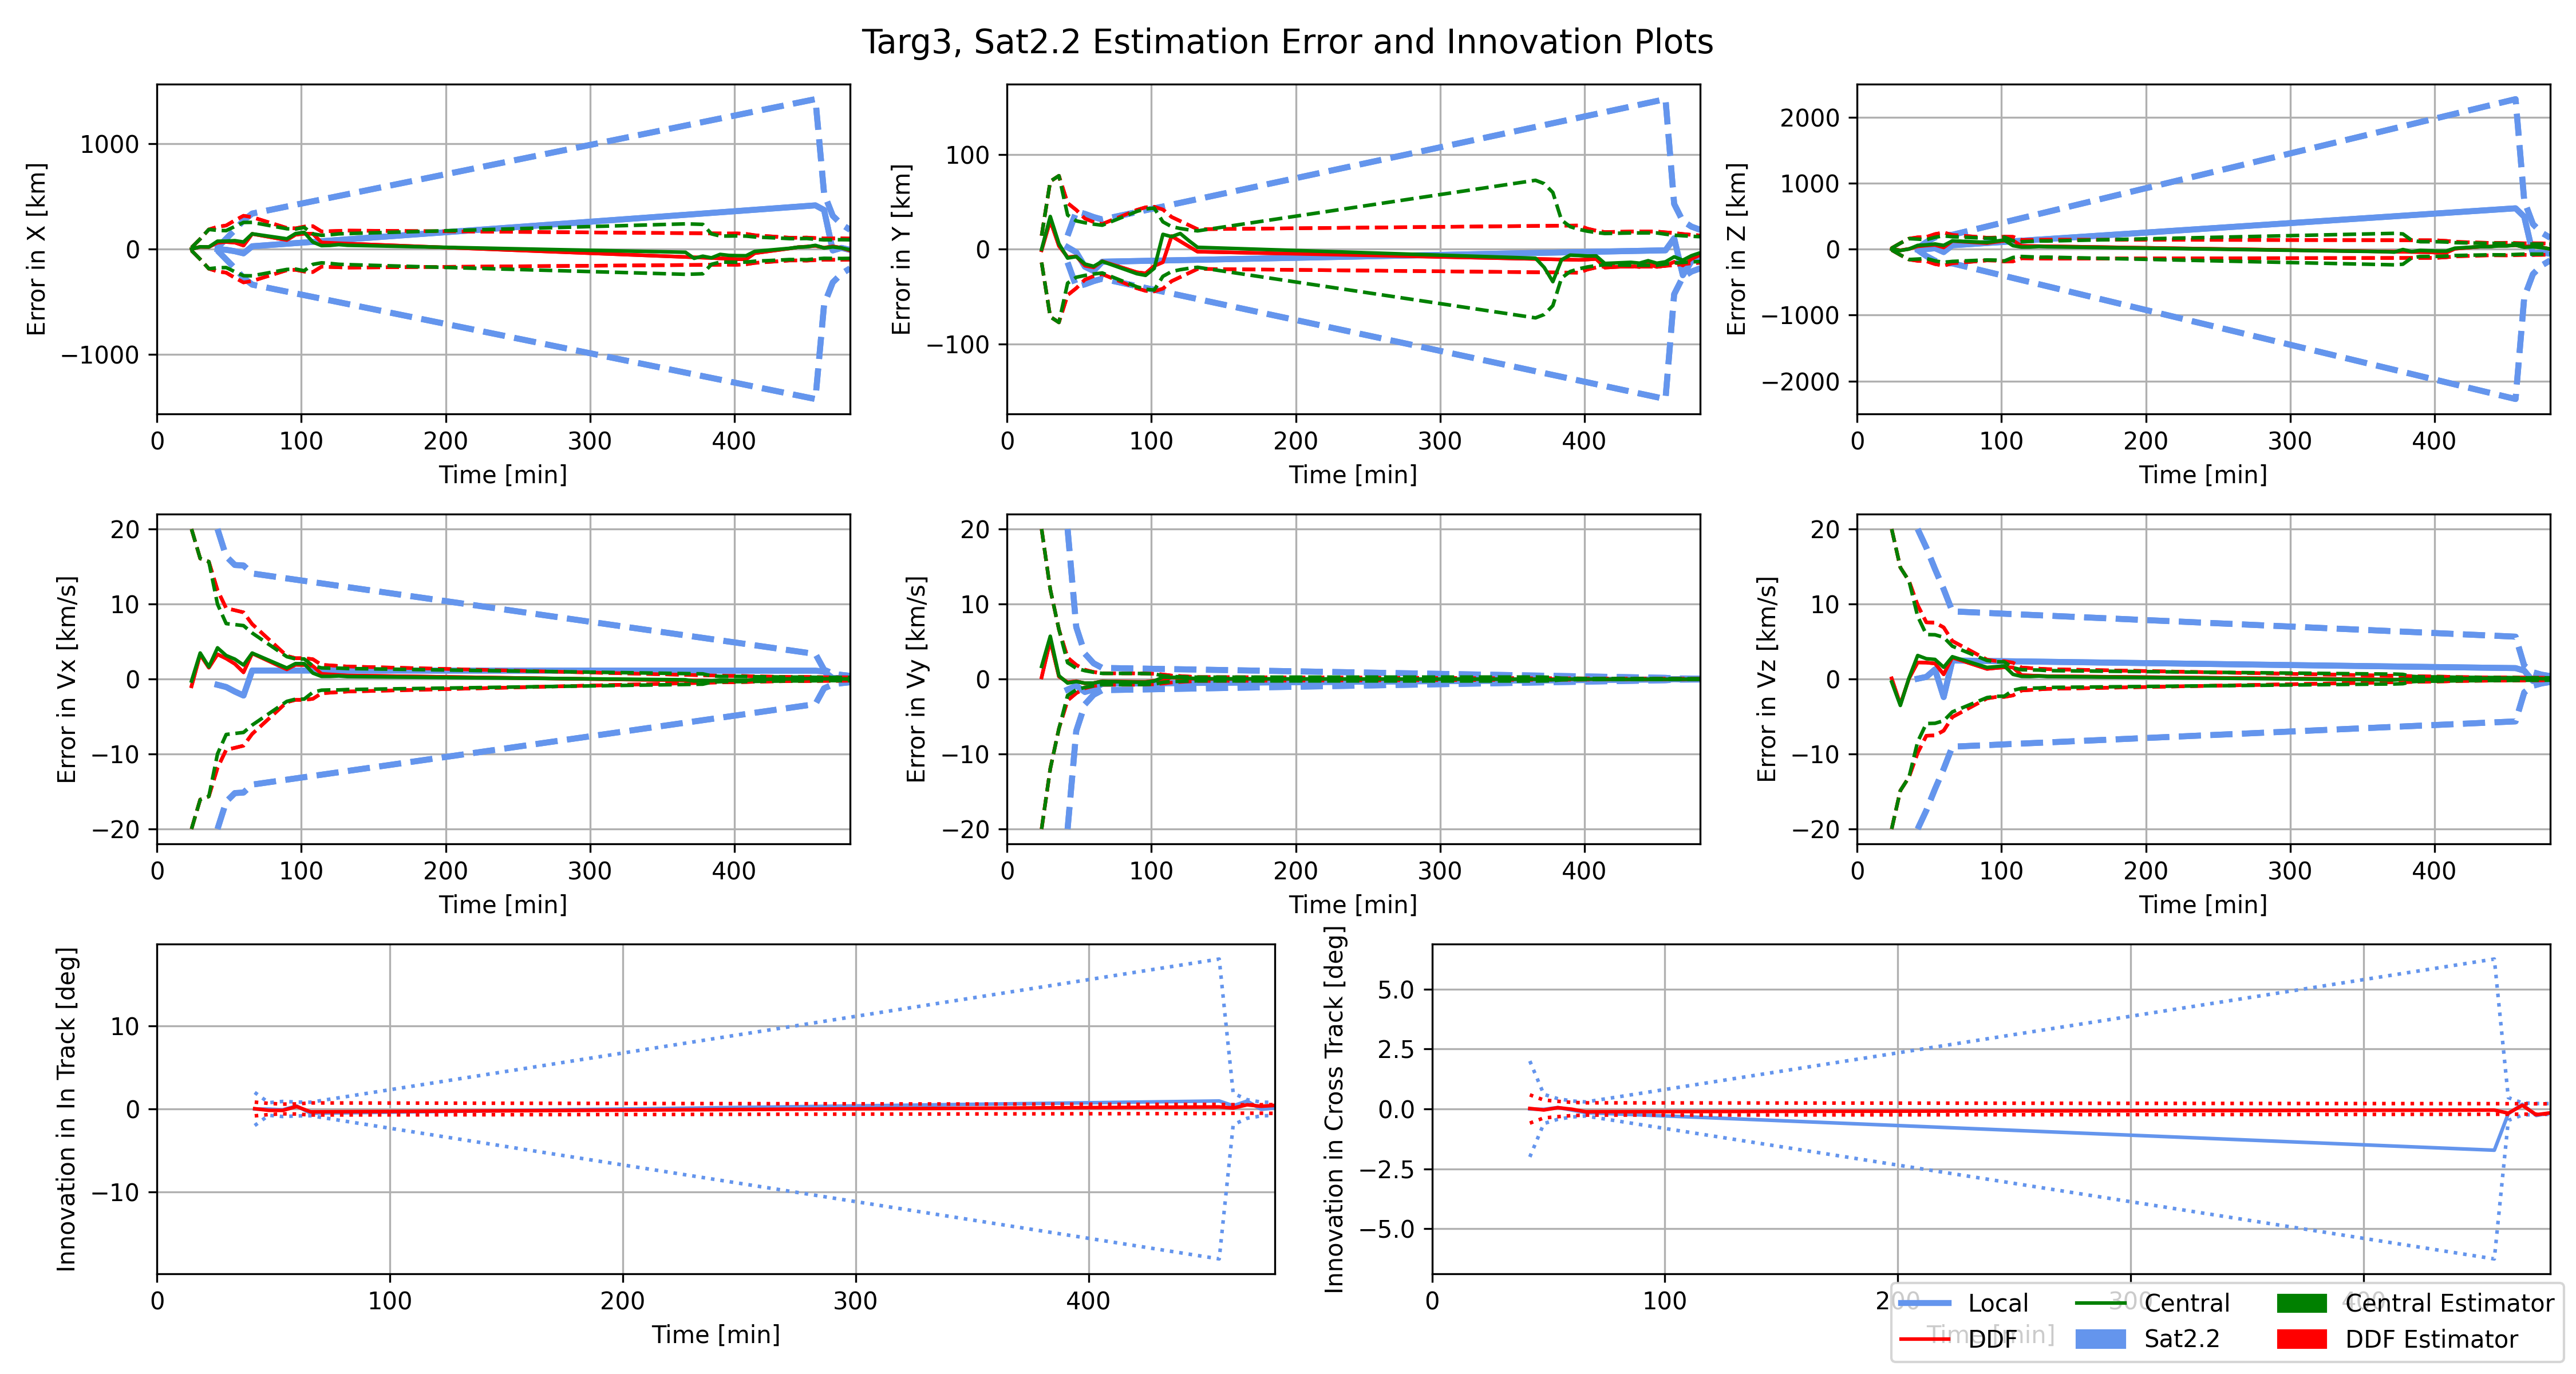 Targ3, Sat2.2 Estimation Error and Innovation Plots
Error in X [km]
1000
0
−1000
0 100 200 300 400
Time [min]
Error in Y [km]
100
0
−100
0 100 200 300 400
Time [min]
Error in Z [km]
2000
1000
0
−1000
−2000
0 100 200 300 400
Time [min]
Error in Vx [km/s]
20
10
0
−10
−20
0 100 200 300 400
Time [min]
Error in Vy [km/s]
20
10
0
−10
−20
0 100 200 300 400
Time [min]
Error in Vz [km/s]
20
10
0
−10
−20
0 100 200 300 400
Time [min]
Innovation in In Track [deg]
10
0
−10
0 100 200 300 400
Time [min]
Innovation in Cross Track [deg]
5.0
2.5
0.0
−2.5
−5.0
0 100 200 300 400
Time [min]
Local Central Central Estimator
DDF Sat2.2 DDF Estimator